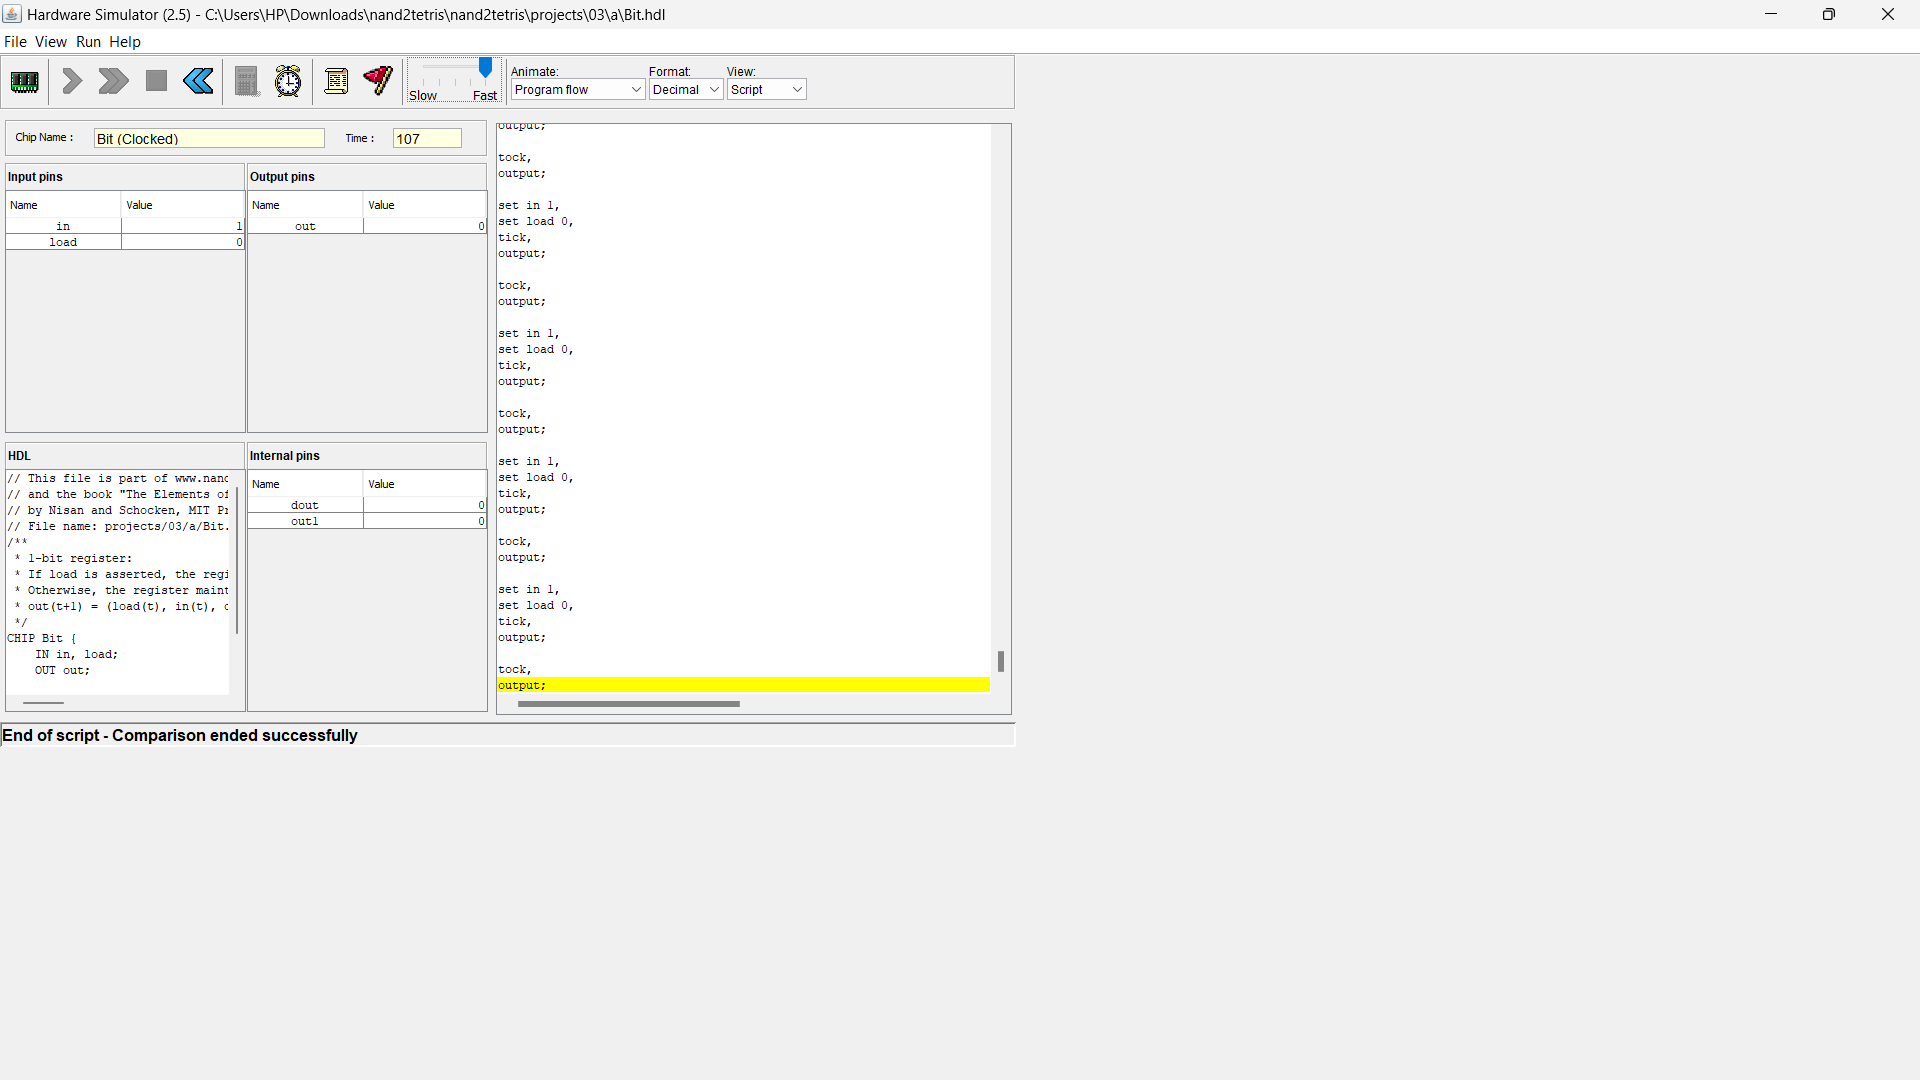 Hardware Simulator (2.5) - C:\Users\HP\Downloads\nand2tetris\nand2tetris\projects\03\a\Bit.hdl
File View Run Help
Slow Fast
Animate:
Program flow
Format:
Decimal
View:
Script
Chip Name :
Bit (Clocked)
Time :
107
Input pins
Name Value
in 1
load 0
Output pins
Name Value
out 0
HDL
// This file is part of www.nand
// and the book "The Elements of
// by Nisan and Schocken, MIT Pr
// File name: projects/03/a/Bit.
/**
* 1-bit register:
* If load is asserted, the regi
* Otherwise, the register maint
* out(t+1) = (load(t), in(t), o
*/
CHIP Bit {
IN in, load;
OUT out;
Internal pins
Name Value
dout 0
out1 0
output;
tock,
output;
set in 1,
set load 0,
tick,
output;
tock,
output;
set in 1,
set load 0,
tick,
output;
tock,
output;
set in 1,
set load 0,
tick,
output;
tock,
output;
set in 1,
set load 0,
tick,
output;
tock,
output;
End of script - Comparison ended successfully